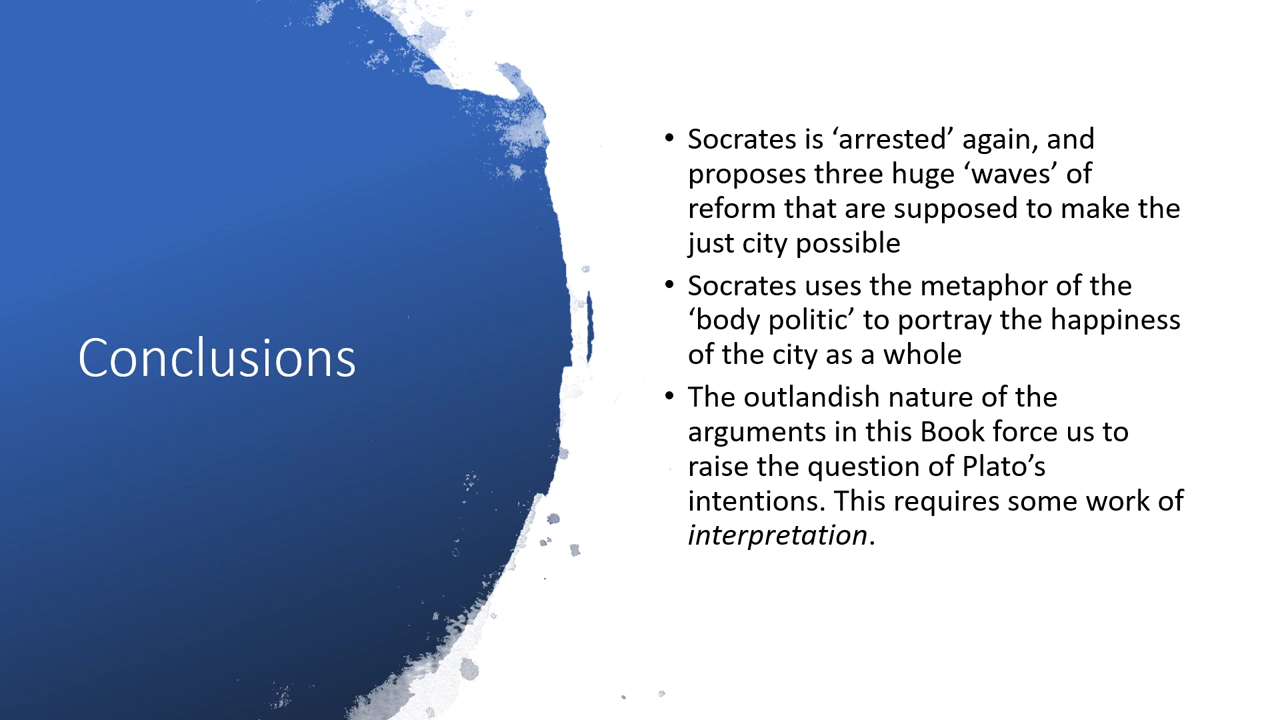 Conclusions
• Socrates is ‘arrested’ again, and
proposes three huge ‘waves’ of
reform that are supposed to make the
just city possible
• Socrates uses the metaphor of the
‘body politic’ to portray the happiness
of the city as a whole
• The outlandish nature of the
arguments in this Book force us to
raise the question of Plato’s
intentions. This requires some work of
interpretation.